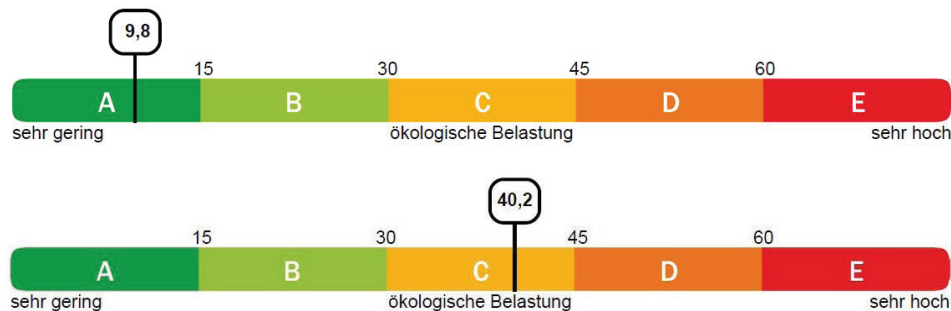 9,8
15 30 45 60
A B C D E
sehr gering ökologische Belastung sehr hoch
40,2
15 30 45 60
A B C D E
sehr gering ökologische Belastung sehr hoch